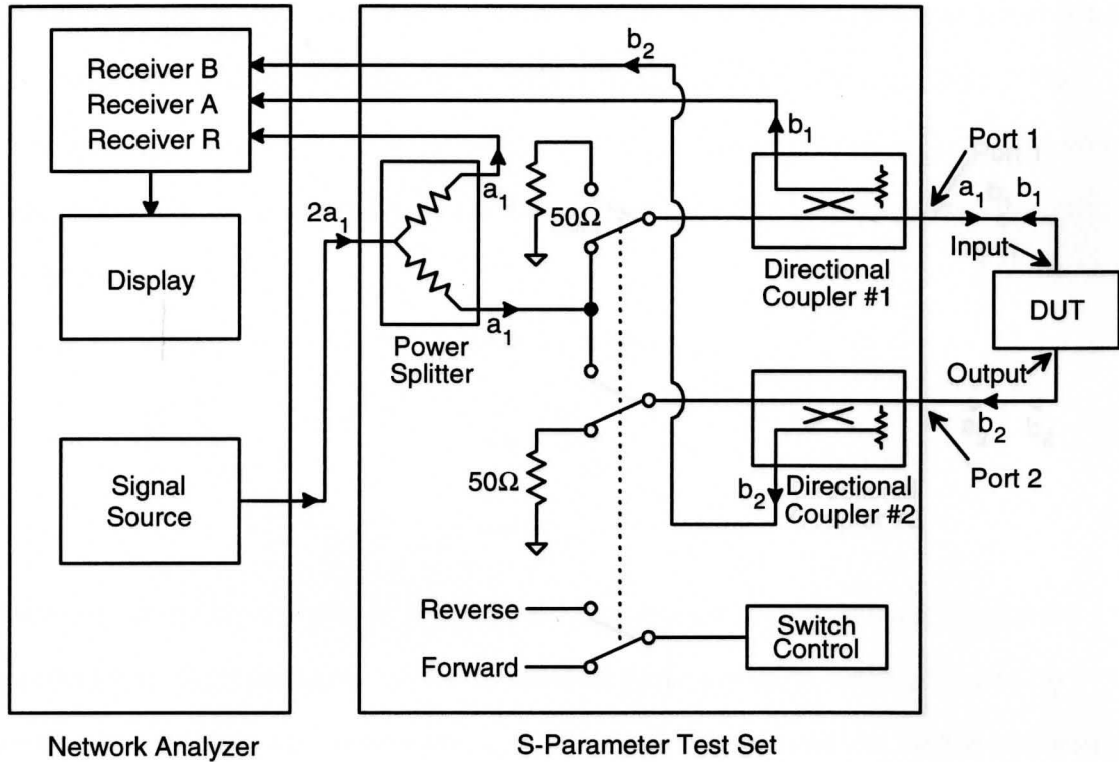 Receiver B
Receiver A
Receiver R
Display
Signal
Source
Network Analyzer
b2
b1
a1
2a1
a1
Power
Splitter
50Ω
50Ω
Directional
Coupler #1
Port 1
a1 b1
Input
DUT
Output
b2
Port 2
b2
Directional
Coupler #2
Reverse
Forward
Switch
Control
S-Parameter Test Set